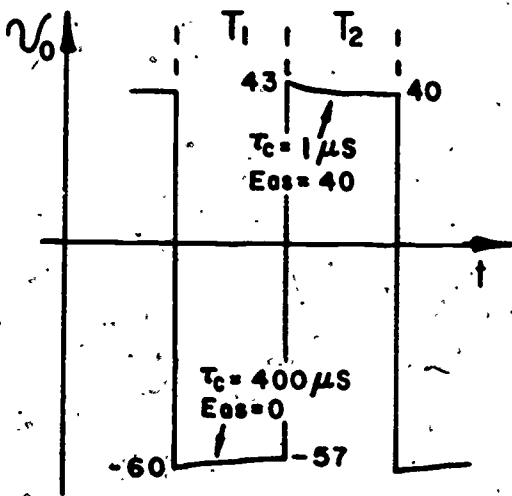 v₀
T₁ T₂
43 40
τc = 1 μS
Eas = 40
t
τc = 400 μS
Eas = 0
-60 -57